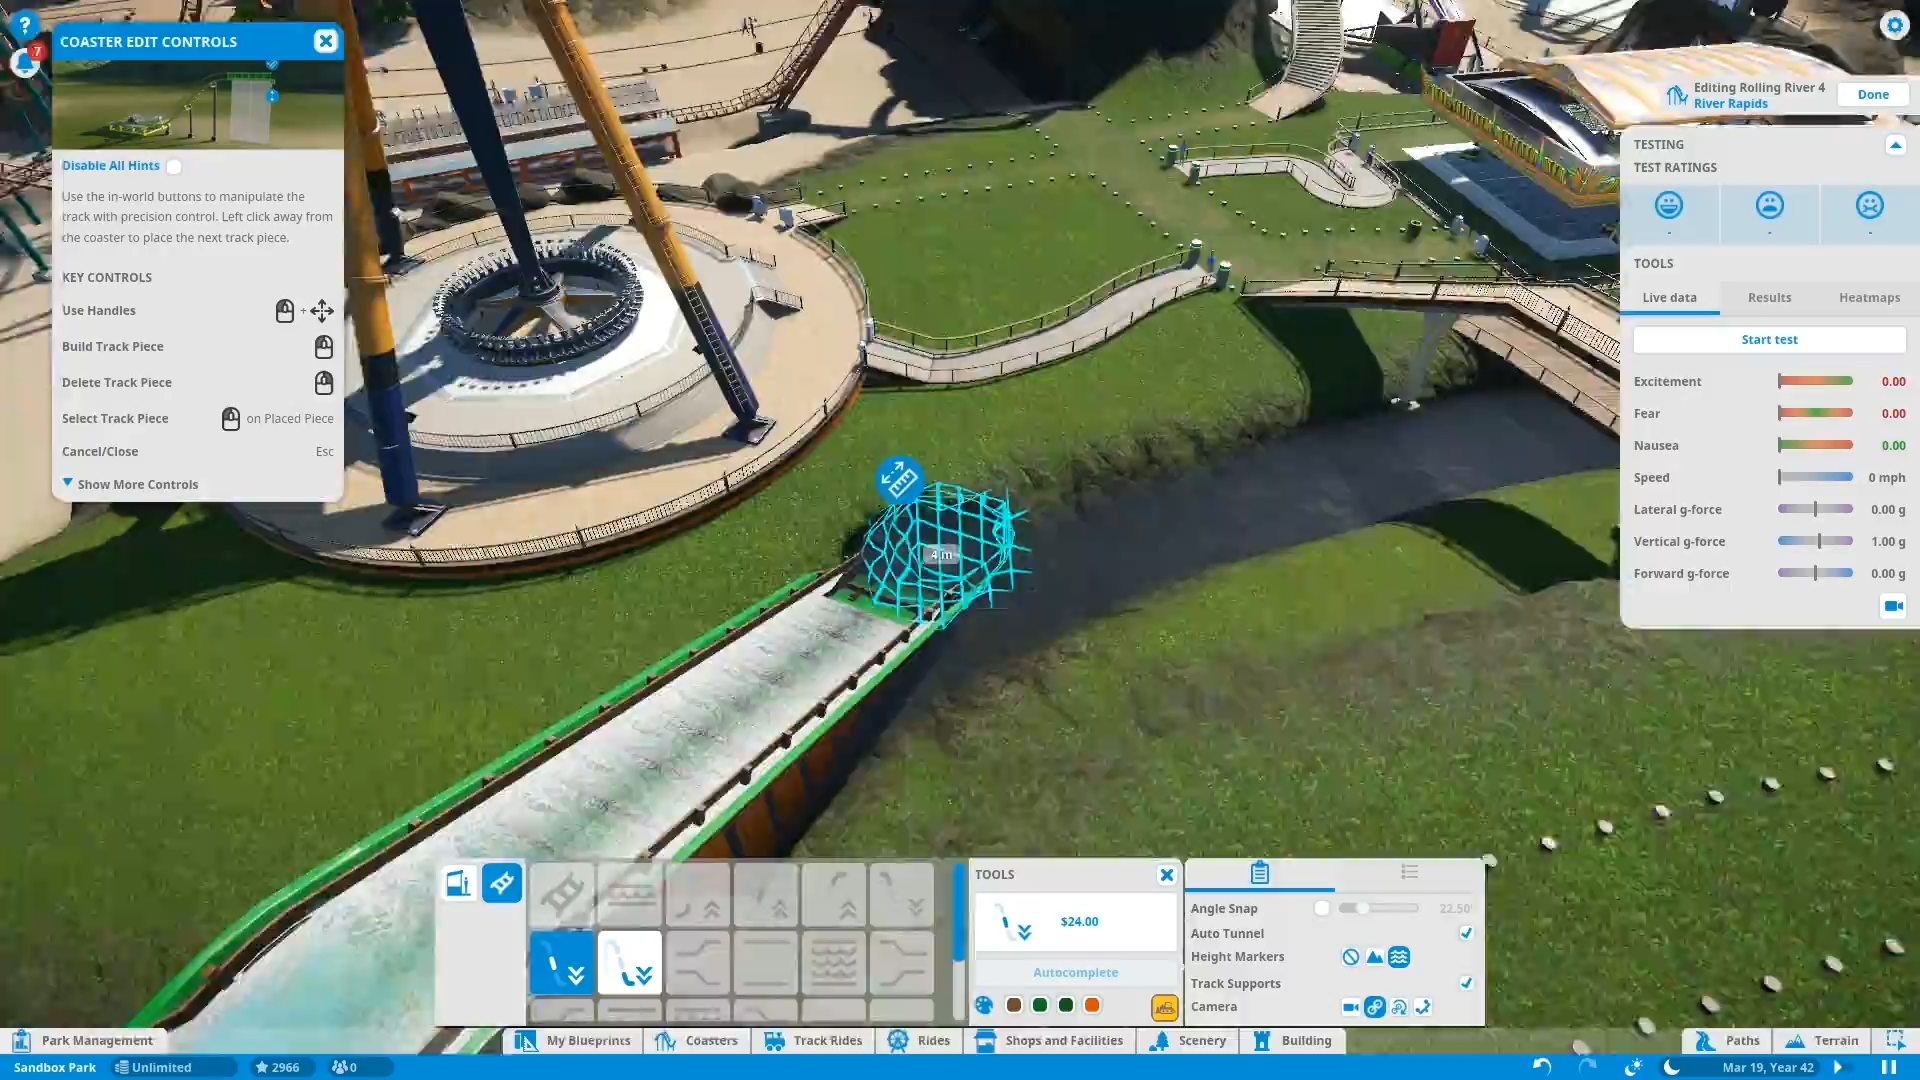 ?
7
COASTER EDIT CONTROLS
Disable All Hints
Use the in-world buttons to manipulate the
track with precision control. Left click away from
the coaster to place the next track piece.
KEY CONTROLS
Use Handles
+
Build Track Piece
Delete Track Piece
Select Track Piece
on Placed Piece
Cancel/Close
Esc
Show More Controls
4 m
Editing Rolling River 4
River Rapids
Done
TESTING
TEST RATINGS
-
-
-
TOOLS
Live data
Results
Heatmaps
Start test
Excitement
0.00
Fear
0.00
Nausea
0.00
Speed
0 mph
Lateral g-force
0.00 g
Vertical g-force
1.00 g
Forward g-force
0.00 g
TOOLS
$24.00
Autocomplete
Angle Snap
22.50°
Auto Tunnel
Height Markers
Track Supports
Camera
Park Management
My Blueprints
Coasters
Track Rides
Rides
Shops and Facilities
Scenery
Building
Paths
Terrain
Sandbox Park
Unlimited
2966
0
Mar 19, Year 42